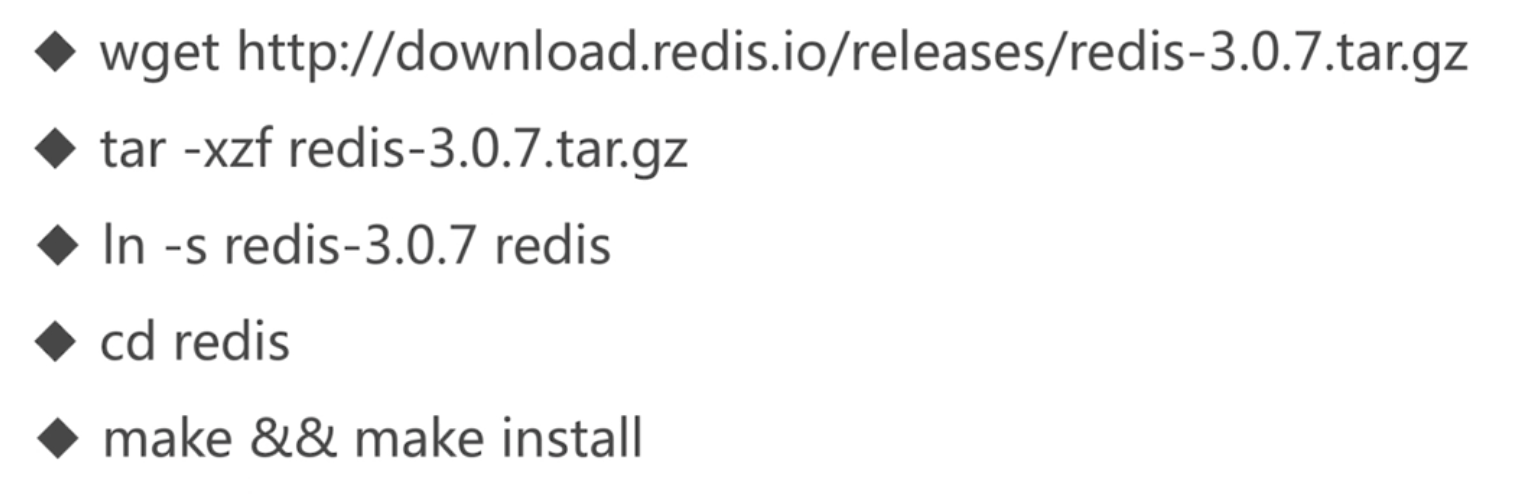 ◆ wget http://download.redis.io/releases/redis-3.0.7.tar.gz
◆ tar -xzf redis-3.0.7.tar.gz
◆ ln -s redis-3.0.7 redis
◆ cd redis
◆ make && make install